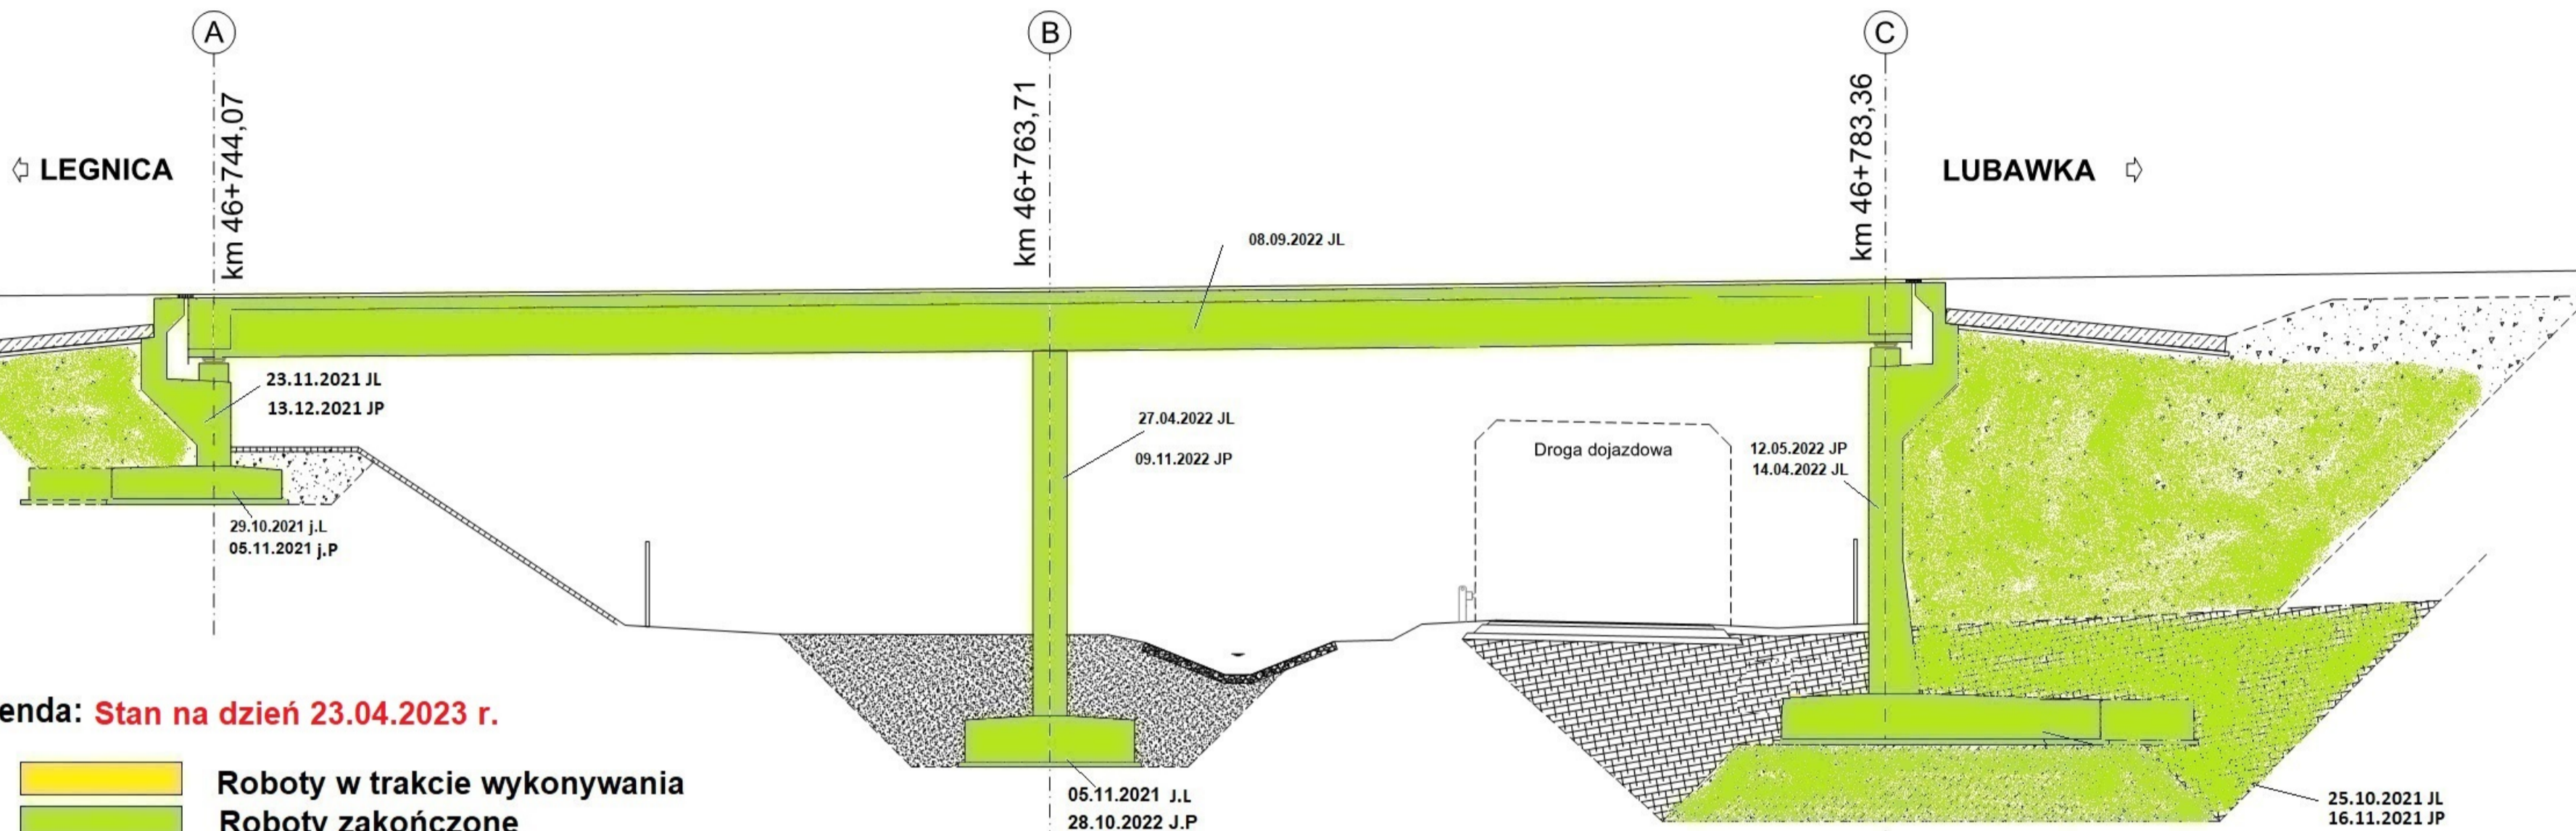 A
B
C
km 46+744,07
km 46+763,71
km 46+783,36
LEGNICA
LUBAWKA
08.09.2022 JL
23.11.2021 JL
13.12.2021 JP
27.04.2022 JL
09.11.2022 JP
Droga dojazdowa
12.05.2022 JP
14.04.2022 JL
29.10.2021 j.L
05.11.2021 j.P
enda: Stan na dzień 23.04.2023 r.
Roboty w trakcie wykonywania
Roboty zakończone
05.11.2021 J.L
28.10.2022 J.P
25.10.2021 JL
16.11.2021 JP